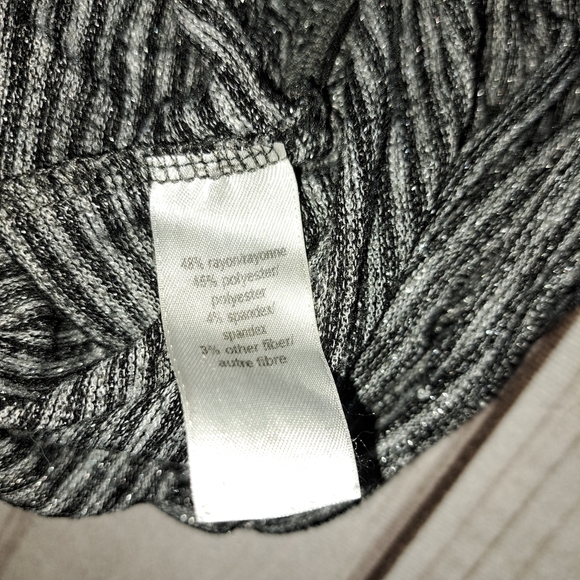 48% rayon/rayonne
45% polyester/
polyester
4% spandex/
spandex
3% other fiber/
autre fibre